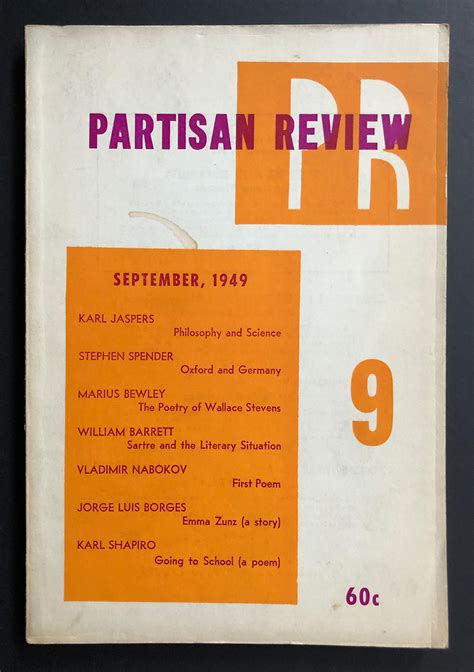 PR
PARTISAN REVIEW
SEPTEMBER, 1949
KARL JASPERS
Philosophy and Science
STEPHEN SPENDER
Oxford and Germany
MARIUS BEWLEY
The Poetry of Wallace Stevens
WILLIAM BARRETT
Sartre and the Literary Situation
VLADIMIR NABOKOV
First Poem
JORGE LUIS BORGES
Emma Zunz (a story)
KARL SHAPIRO
Going to School (a poem)
9
60c